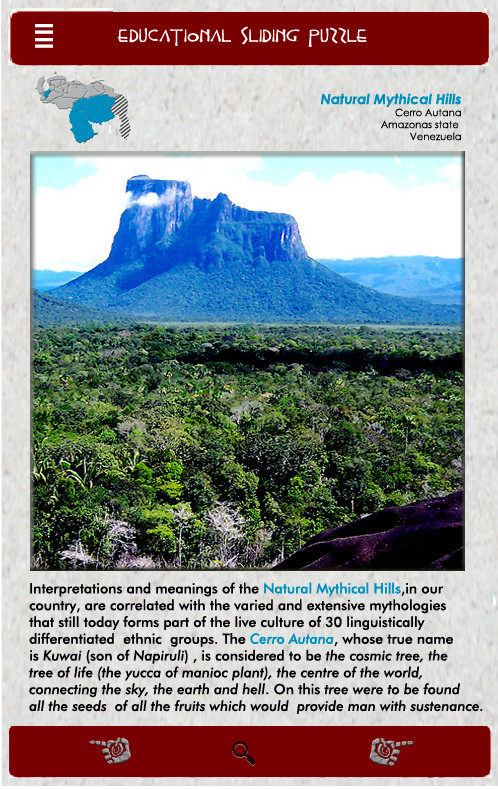 EDUCATIONAL SLIDING PUZZLE
Natural Mythical Hills
Cerro Autana
Amazonas state
Venezuela
Interpretations and meanings of the Natural Mythical Hills,in our
country, are correlated with the varied and extensive mythologies
that still today forms part of the live culture of 30 linguistically
differentiated ethnic groups. The Cerro Autana, whose true name
is Kuwai (son of Napiruli) , is considered to be the cosmic tree, the
tree of life (the yucca of manioc plant), the centre of the world,
connecting the sky, the earth and hell. On this tree were to be found
all the seeds of all the fruits which would provide man with sustenance.